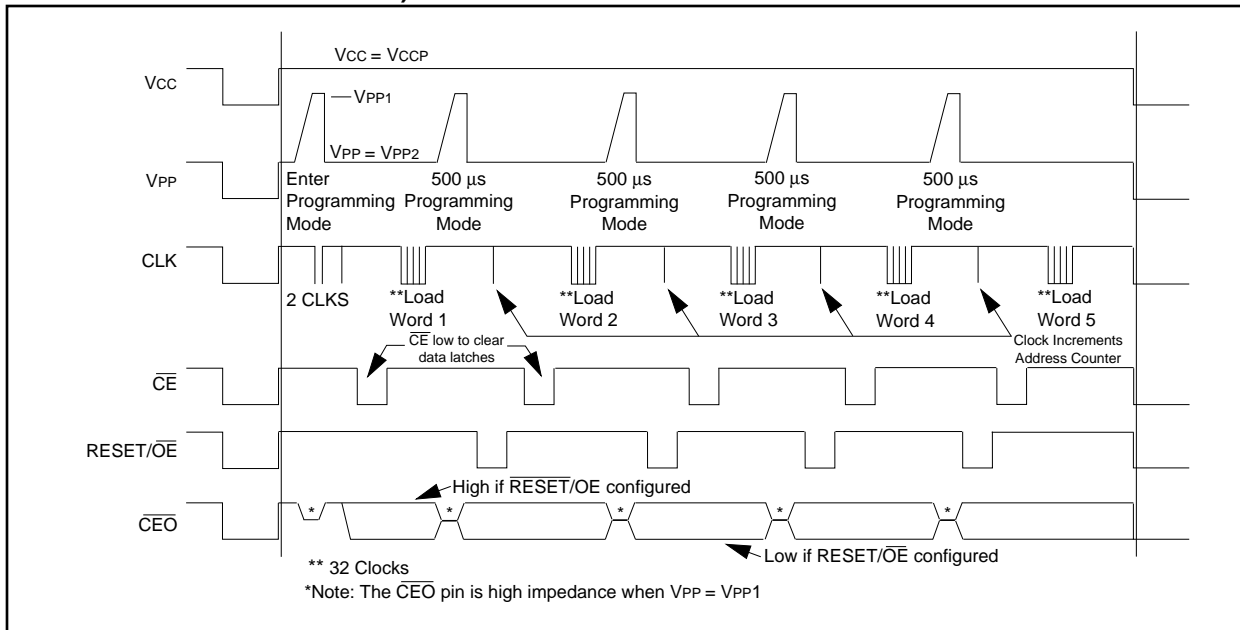 VCC = VCCP
VCC
VPP1
VPP = VPP2
VPP
Enter Programming Mode
500 µs Programming Mode
500 µs Programming Mode
500 µs Programming Mode
500 µs Programming Mode
CLK
2 CLKS
**Load Word 1
**Load Word 2
**Load Word 3
**Load Word 4
**Load Word 5
CE low to clear data latches
Clock Increments Address Counter
CE
RESET/OE
High if RESET/OE configured
CEO
*
*
*
*
*
Low if RESET/OE configured
** 32 Clocks
*Note: The CEO pin is high impedance when VPP = VPP1